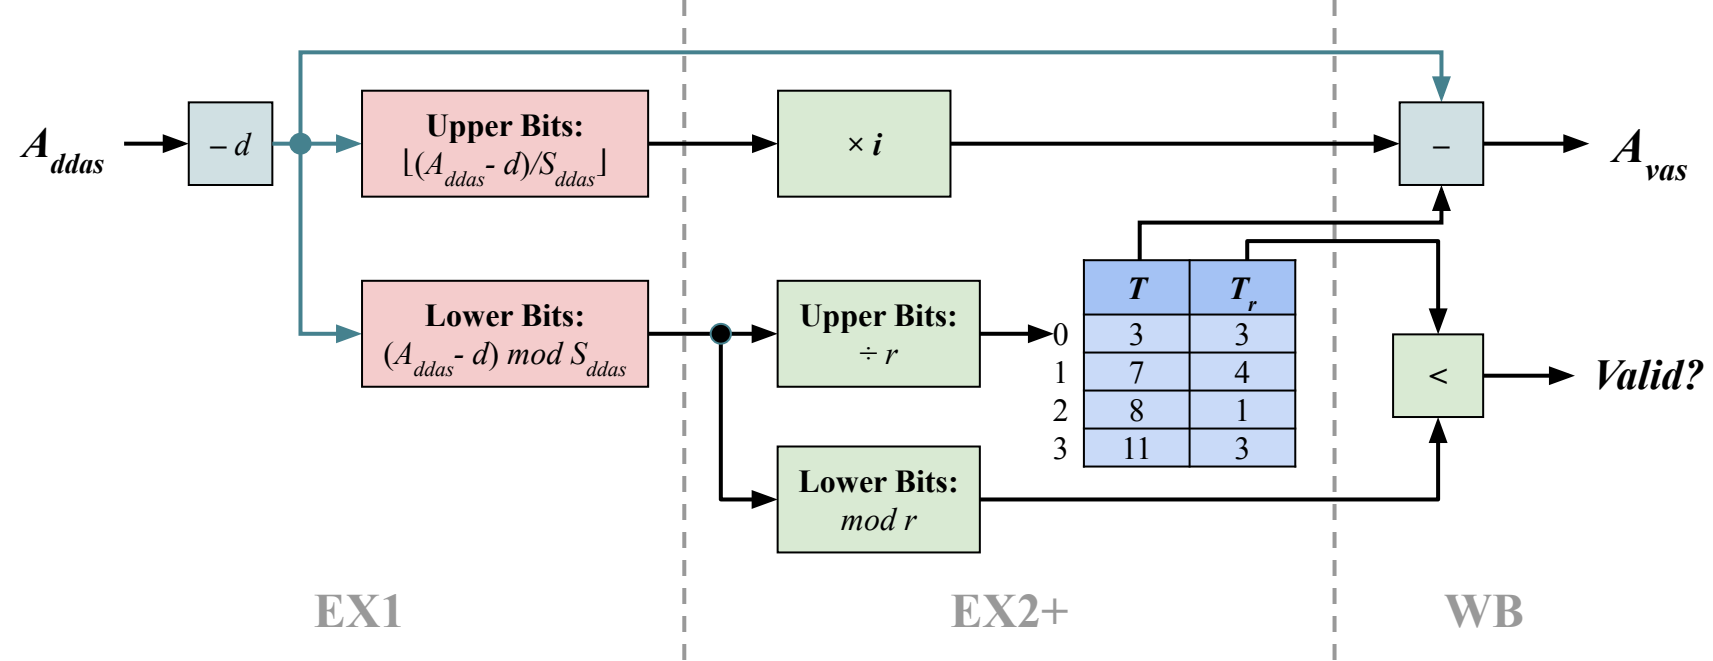 A_ddas
– d
Upper Bits:
⌊(A_ddas - d)/S_ddas⌋
× i
–
A_vas
Lower Bits:
(A_ddas - d) mod S_ddas
Upper Bits:
÷ r
T T_r
0 3 3
1 7 4
2 8 1
3 11 3
<
Valid?
Lower Bits:
mod r
EX1 EX2+ WB